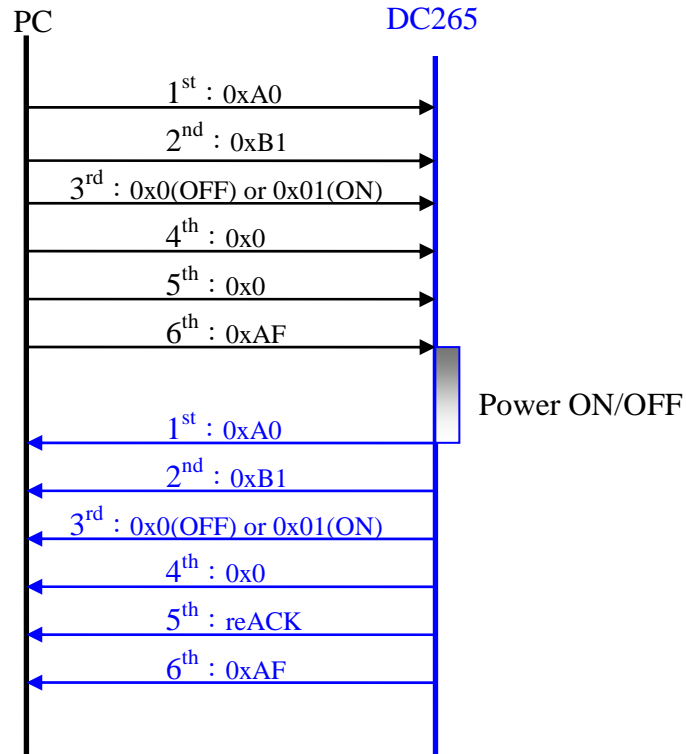 PC DC265
1st : 0xA0
2nd : 0xB1
3rd : 0x0(OFF) or 0x01(ON)
4th : 0x0
5th : 0x0
6th : 0xAF
Power ON/OFF
1st : 0xA0
2nd : 0xB1
3rd : 0x0(OFF) or 0x01(ON)
4th : 0x0
5th : reACK
6th : 0xAF